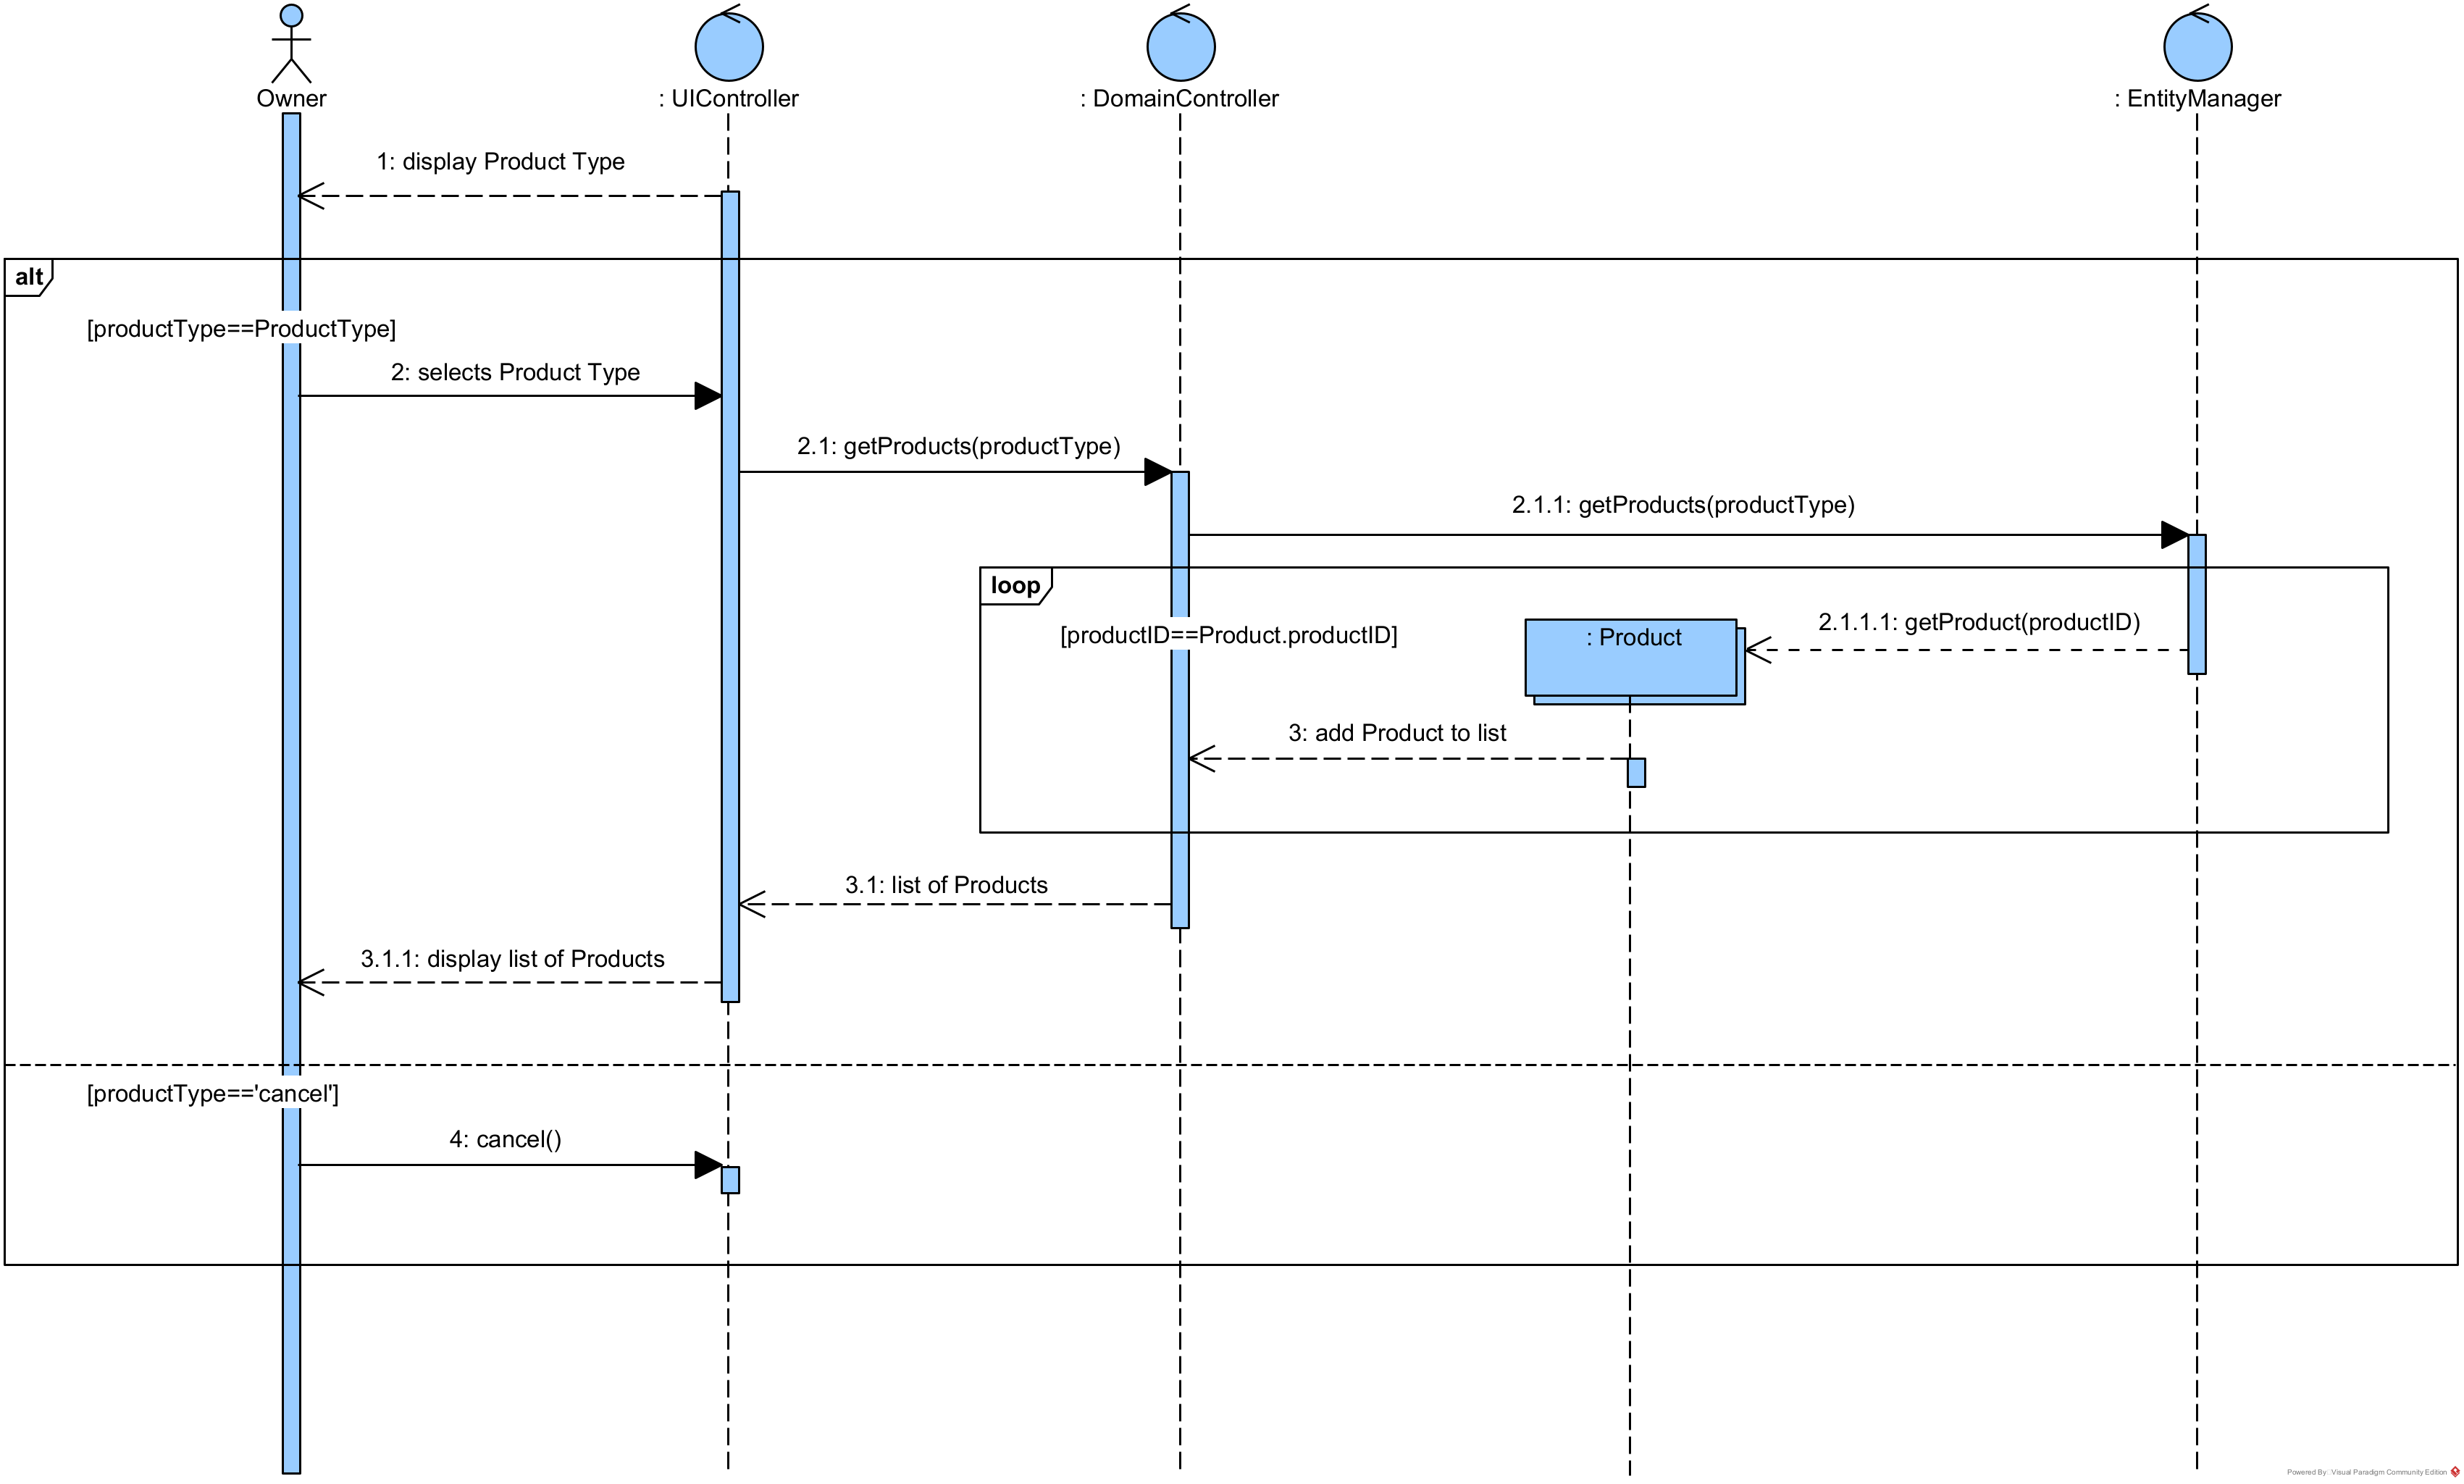 Owner
: UIController
: DomainController
: EntityManager
1: display Product Type
alt
[productType==ProductType]
2: selects Product Type
2.1: getProducts(productType)
2.1.1: getProducts(productType)
loop
[productID==Product.productID]
: Product
2.1.1.1: getProduct(productID)
3: add Product to list
3.1: list of Products
3.1.1: display list of Products
[productType=='cancel']
4: cancel()
Powered By: Visual Paradigm Community Edition